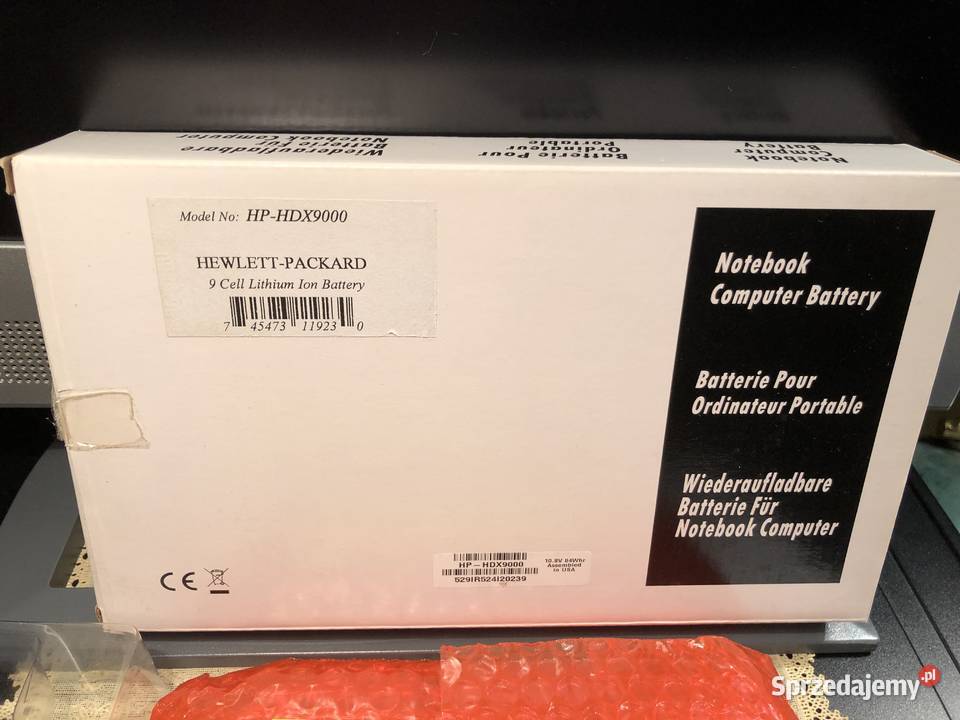 Wiederaufladbare
Batterie Für
Notebook Computer
Batterie Pour
Ordinateur
Portable
Notebook
Computer
Battery
Model No: HP-HDX9000
HEWLETT-PACKARD
9 Cell Lithium Ion Battery
7 45473 11923 0
Notebook
Computer Battery
Batterie Pour
Ordinateur Portable
Wiederaufladbare
Batterie Für
Notebook Computer
CE
HP-HDX9000
529IR524I20239
10.8V 84Whr
Assembled
in USA
Sprzedajemy.pl